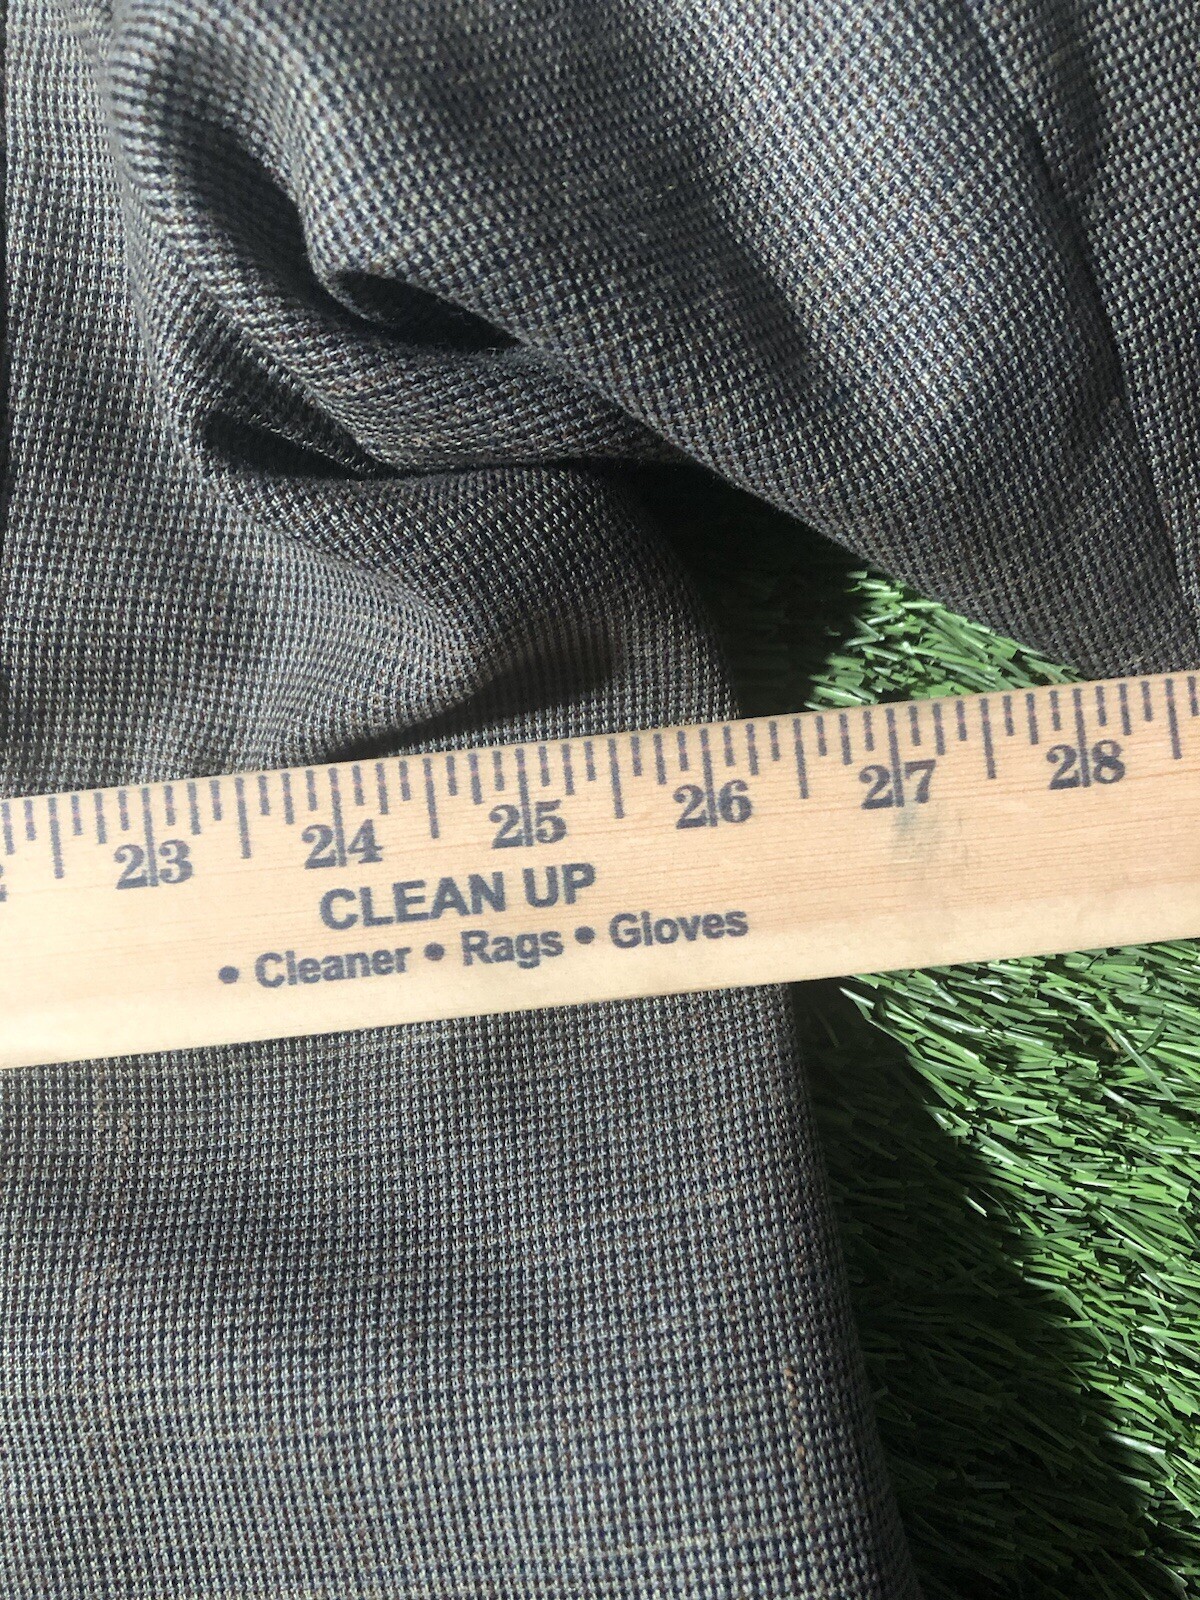 23 24 25 26 27 28
CLEAN UP
• Cleaner • Rags • Gloves